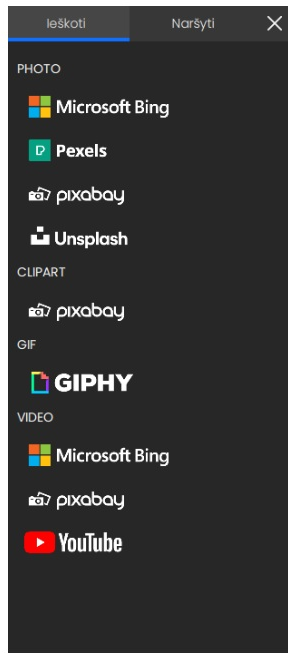 Ieškoti
Naršyti
PHOTO
Microsoft Bing
Pexels
pixabay
Unsplash
CLIPART
pixabay
GIF
GIPHY
VIDEO
Microsoft Bing
pixabay
YouTube